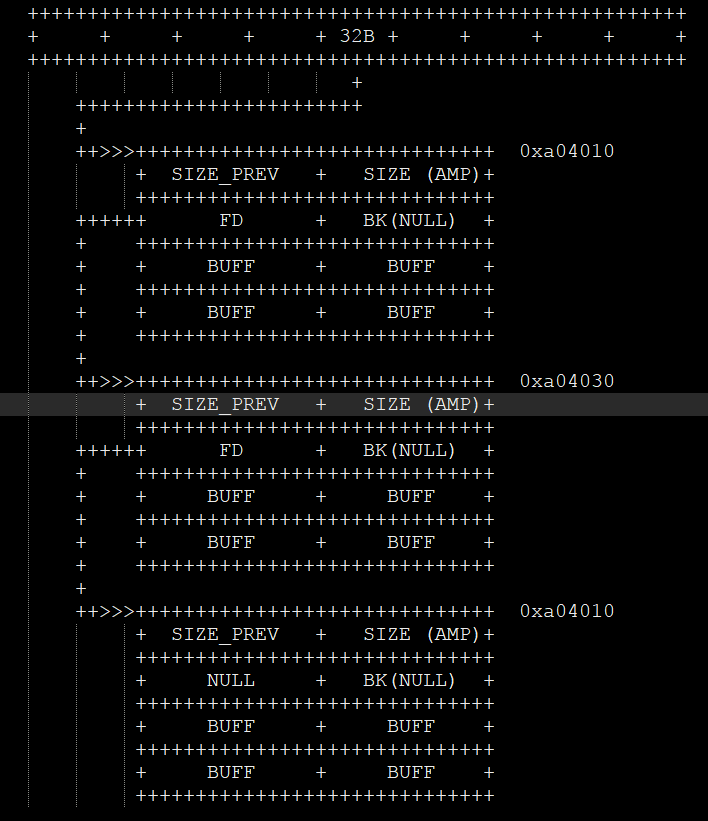 +++++++++++++++++++++++++++++++++++++++++++++++++++++++
+     +     +     +     + 32B +     +     +     +     +
+++++++++++++++++++++++++++++++++++++++++++++++++++++++
+
++++++++++++++++++++++++
+
++>>>++++++++++++++++++++++++++++++  0xa04010
+  SIZE_PREV   +   SIZE (AMP)+
++++++++++++++++++++++++++++++
++++++      FD      +   BK(NULL)  +
+    ++++++++++++++++++++++++++++++
+    +     BUFF     +     BUFF    +
+    ++++++++++++++++++++++++++++++
+    +     BUFF     +     BUFF    +
+    ++++++++++++++++++++++++++++++
+
++>>>++++++++++++++++++++++++++++++  0xa04030
+  SIZE_PREV   +   SIZE (AMP)+
++++++++++++++++++++++++++++++
++++++      FD      +   BK(NULL)  +
+    ++++++++++++++++++++++++++++++
+    +     BUFF     +     BUFF    +
+    ++++++++++++++++++++++++++++++
+    +     BUFF     +     BUFF    +
+    ++++++++++++++++++++++++++++++
+
++>>>++++++++++++++++++++++++++++++  0xa04010
+  SIZE_PREV   +   SIZE (AMP)+
++++++++++++++++++++++++++++++
+     NULL     +   BK(NULL)  +
++++++++++++++++++++++++++++++
+     BUFF     +     BUFF    +
++++++++++++++++++++++++++++++
+     BUFF     +     BUFF    +
++++++++++++++++++++++++++++++